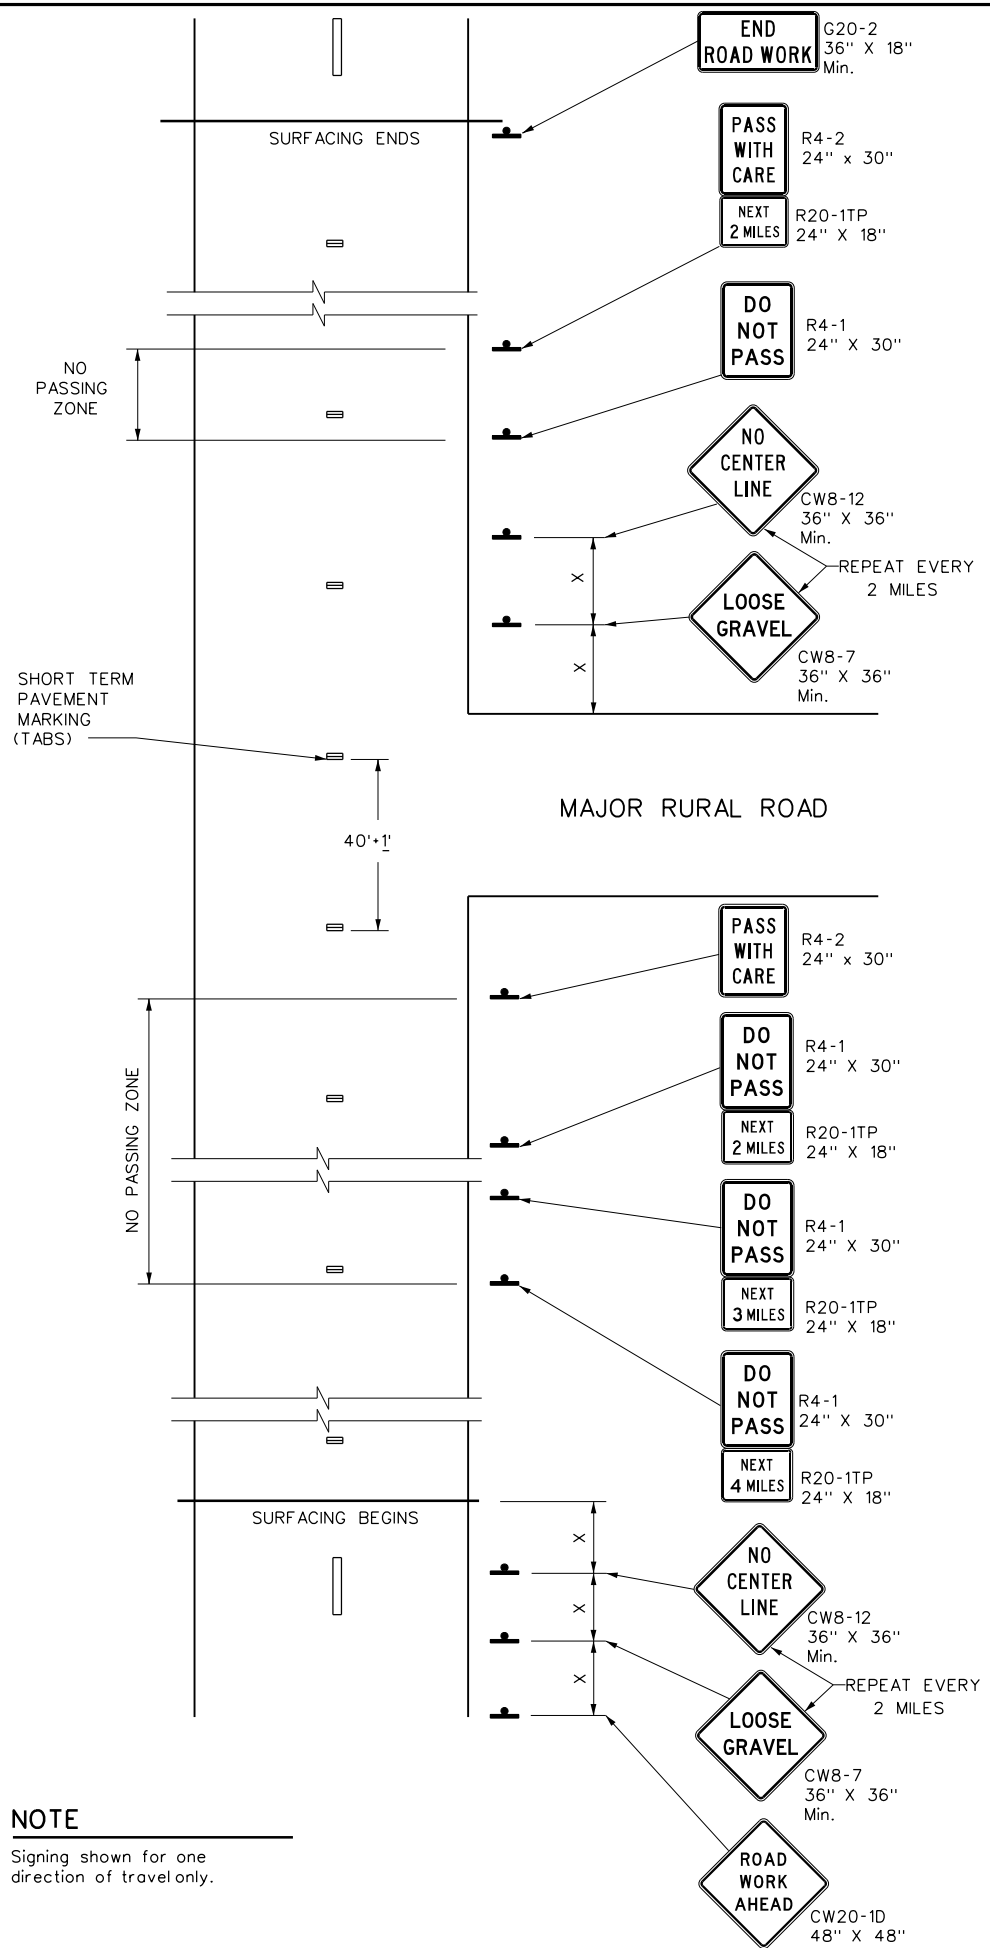 END
ROAD WORK
G20-2
36" X 18"
Min.
SURFACING ENDS
PASS
WITH
CARE
R4-2
24" x 30"
NEXT
2 MILES
R20-1TP
24" X 18"
DO
NOT
PASS
R4-1
24" X 30"
NO
PASSING
ZONE
NO
CENTER
LINE
CW8-12
36" X 36"
Min.
X
REPEAT EVERY
2 MILES
LOOSE
GRAVEL
CW8-7
36" X 36"
Min.
X
SHORT TERM
PAVEMENT
MARKING
(TABS)
MAJOR RURAL ROAD
40'+1'
PASS
WITH
CARE
R4-2
24" x 30"
DO
NOT
PASS
R4-1
24" X 30"
NEXT
2 MILES
R20-1TP
24" X 18"
NO PASSING ZONE
DO
NOT
PASS
R4-1
24" X 30"
NEXT
3 MILES
R20-1TP
24" X 18"
DO
NOT
PASS
R4-1
24" X 30"
NEXT
4 MILES
R20-1TP
24" X 18"
SURFACING BEGINS
X
NO
CENTER
LINE
CW8-12
36" X 36"
Min.
X
REPEAT EVERY
2 MILES
X
LOOSE
GRAVEL
CW8-7
36" X 36"
Min.
ROAD
WORK
AHEAD
CW20-1D
48" X 48"
NOTE
Signing shown for one
direction of travel only.